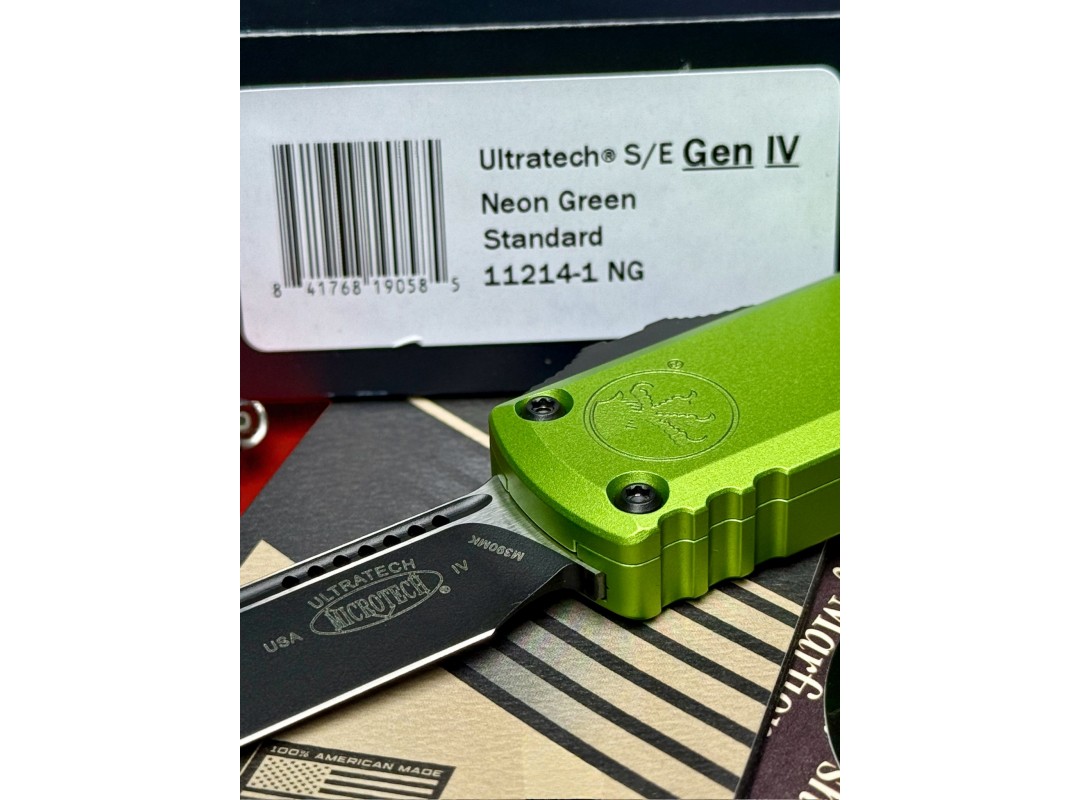 Ultratech® S/E Gen IV
Neon Green
Standard
11214-1 NG
8 41768 19058 5
®
M390MK
ULTRATECH IV
MICROTECH®
USA
100% AMERICAN MADE
Marfione